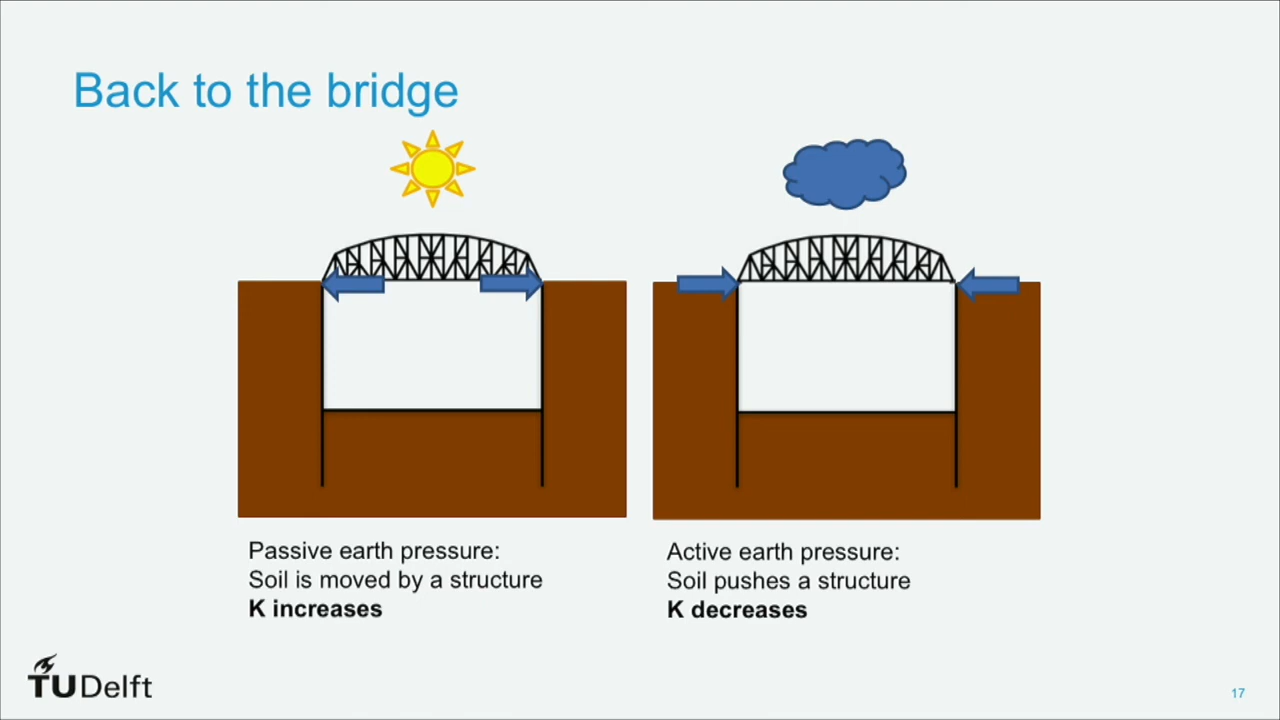 Back to the bridge
Passive earth pressure:
Soil is moved by a structure
K increases
Active earth pressure:
Soil pushes a structure
K decreases
TUDelft
17